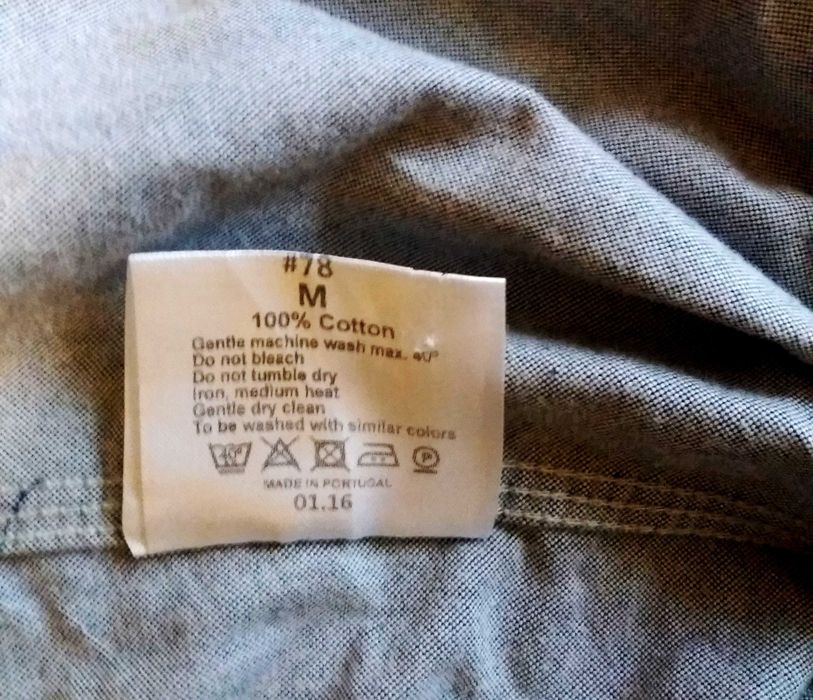 #78
M
100% Cotton
Gentle machine wash max. 40°
Do not bleach
Do not tumble dry
Iron, medium heat
Gentle dry clean
To be washed with similar colors
40° P
MADE IN PORTUGAL
01.16